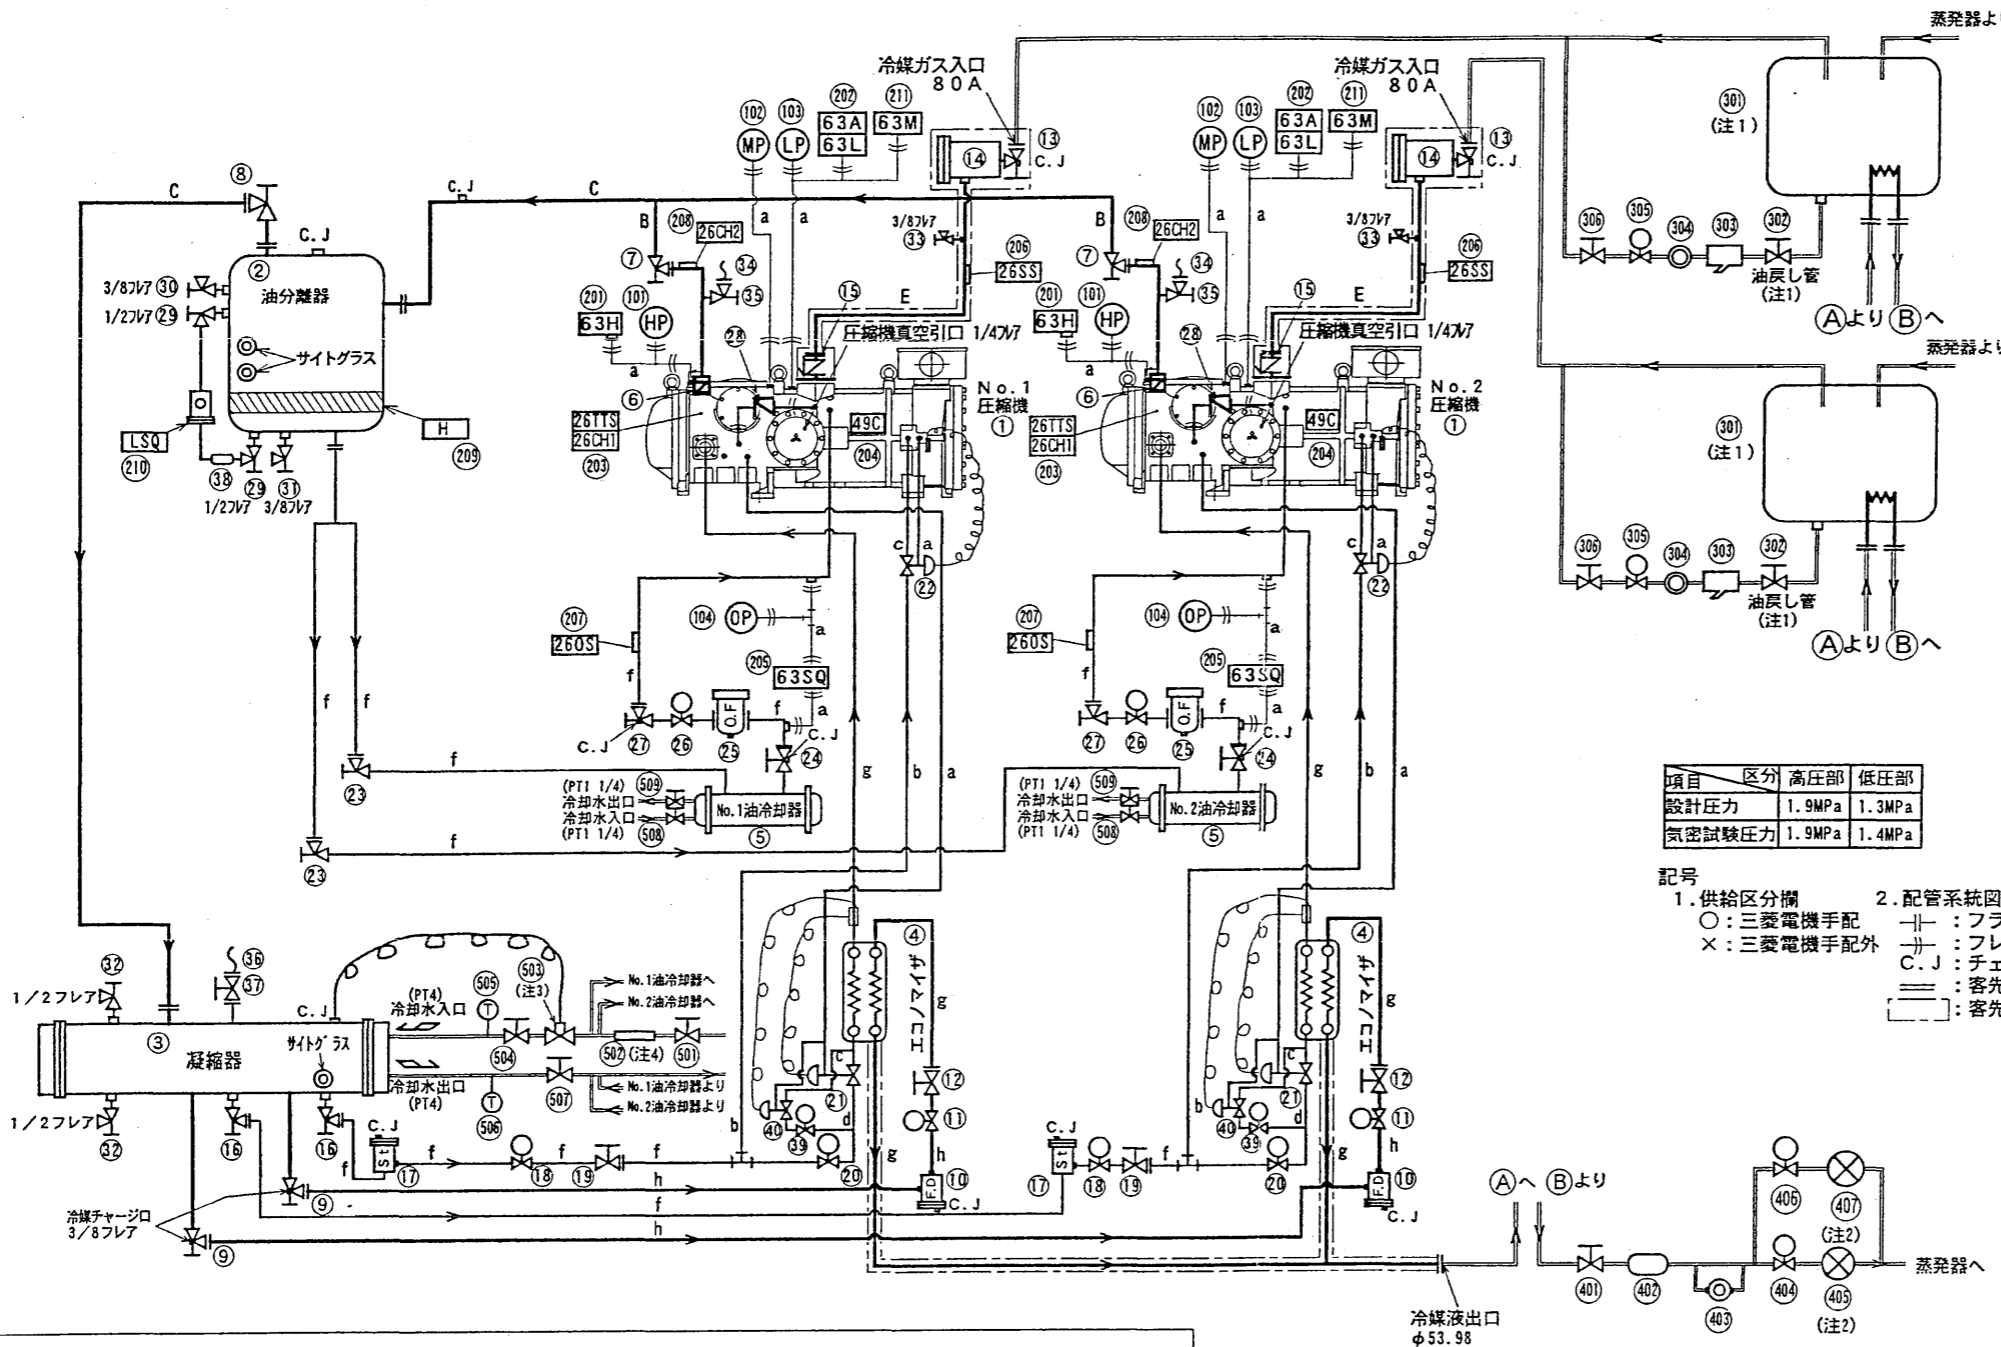 蒸発器よ
冷媒ガス入口
80A
冷媒ガス入口
80A
202
211
102
103
63A
63L
63M
MP
LP
13
14
C.J
202
211
102
103
63A
63L
63M
MP
LP
13
14
C.J
301
(注1)
8
C
C.J
C
C.J
2
油分離器
3/8フレア 30
1/2フレア 29
サイトグラス
LSQ
210
H
209
38
29
31
1/2フレア 3/8フレア
B
208
26CH2
7
34
35
a
a
3/8フレア
33
206
26SS
E
15
圧縮機真空引口 1/4フレア
201
101
63H
HP
a
28
6
26TTS
26CH1
203
49C
204
No.1
圧縮機
1
B
208
26CH2
7
34
35
a
a
3/8フレア
33
206
26SS
E
15
圧縮機真空引口 1/4フレア
201
101
63H
HP
a
28
6
26TTS
26CH1
203
49C
204
No.2
圧縮機
1
306
305
304
303
302
油戻し管
(注1)
Aより Bへ
蒸発器より
301
(注1)
306
305
304
303
302
油戻し管
(注1)
Aより Bへ
c
a
22
207
26OS
104
OP
a
205
63SQ
a
f
f
C.J
27
26
O.F
25
C.J
24
g
b
a
c
a
22
207
26OS
104
OP
a
205
63SQ
a
f
f
27
26
O.F
25
C.J
24
g
b
a
f
f
23
f
23
f
(PT1 1/4) 509
冷却水出口
冷却水入口
(PT1 1/4) 508
No.1油冷却器
5
(PT1 1/4) 509
冷却水出口
冷却水入口
(PT1 1/4) 508
No.2油冷却器
5
項目 区分 高圧部 低圧部
設計圧力 1.9MPa 1.3MPa
気密試験圧力 1.9MPa 1.4MPa
記号
1.供給区分欄
○:三菱電機手配
×:三菱電機手配外
2.配管系統図
:フラ
:フレ
C.J :チェ
:客先
:客先
32
1/2フレア
36
37
C.J
3
凝縮器
サイトグラス
(PT4)
冷却水入口
505
T
503
(注3)
No.1油冷却器へ
No.2油冷却器へ
504
502 (注4)
501
冷却水出口
(PT4)
T
506
507
No.1油冷却器より
No.2油冷却器より
1/2フレア
32
16
16
f
C.J
St
17
f
18
f
19
f
b
20
9
h
f
冷媒チャージ口
3/8フレア
9
h
4
エコノマイザ
g
c
21
d
40
39
g
12
11
h
F.D
10
C.J
C.J
St
17
18
19
f
b
20
4
エコノマイザ
g
c
21
d
40
39
g
12
11
h
F.D
10
C.J
冷媒液出口
φ53.98
Aへ Bより
401
402
403
404
405
(注2)
406
407
(注2)
蒸発器へ